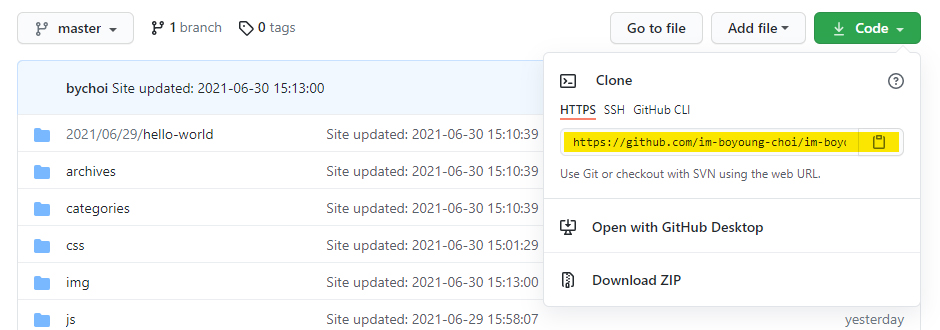 master 1 branch 0 tags Go to file Add file Code
bychoi Site updated: 2021-06-30 15:13:00
2021/06/29/hello-world Site updated: 2021-06-30 15:10:39
archives Site updated: 2021-06-30 15:10:39
categories Site updated: 2021-06-30 15:10:39
css Site updated: 2021-06-30 15:01:29
img Site updated: 2021-06-30 15:13:00
js Site updated: 2021-06-29 15:58:07 yesterday
Clone
HTTPS SSH GitHub CLI
https://github.com/im-boyoung-choi/im-boyo
Use Git or checkout with SVN using the web URL.
Open with GitHub Desktop
Download ZIP